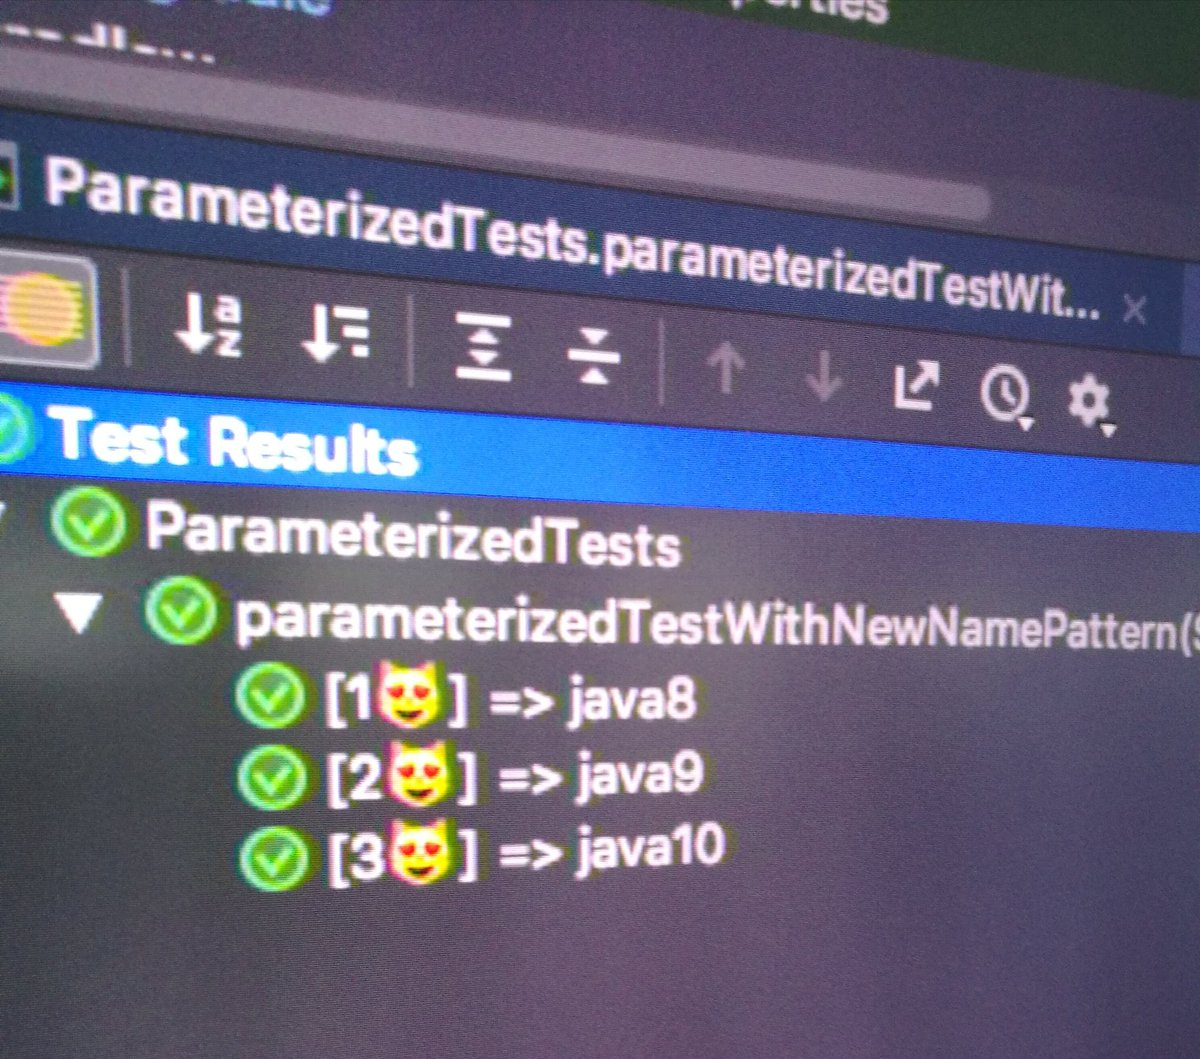 ParameterizedTests.parameterizedTestWit...
Test Results
ParameterizedTests
parameterizedTestWithNewNamePattern(
[1😻] => java8
[2😻] => java9
[3😻] => java10